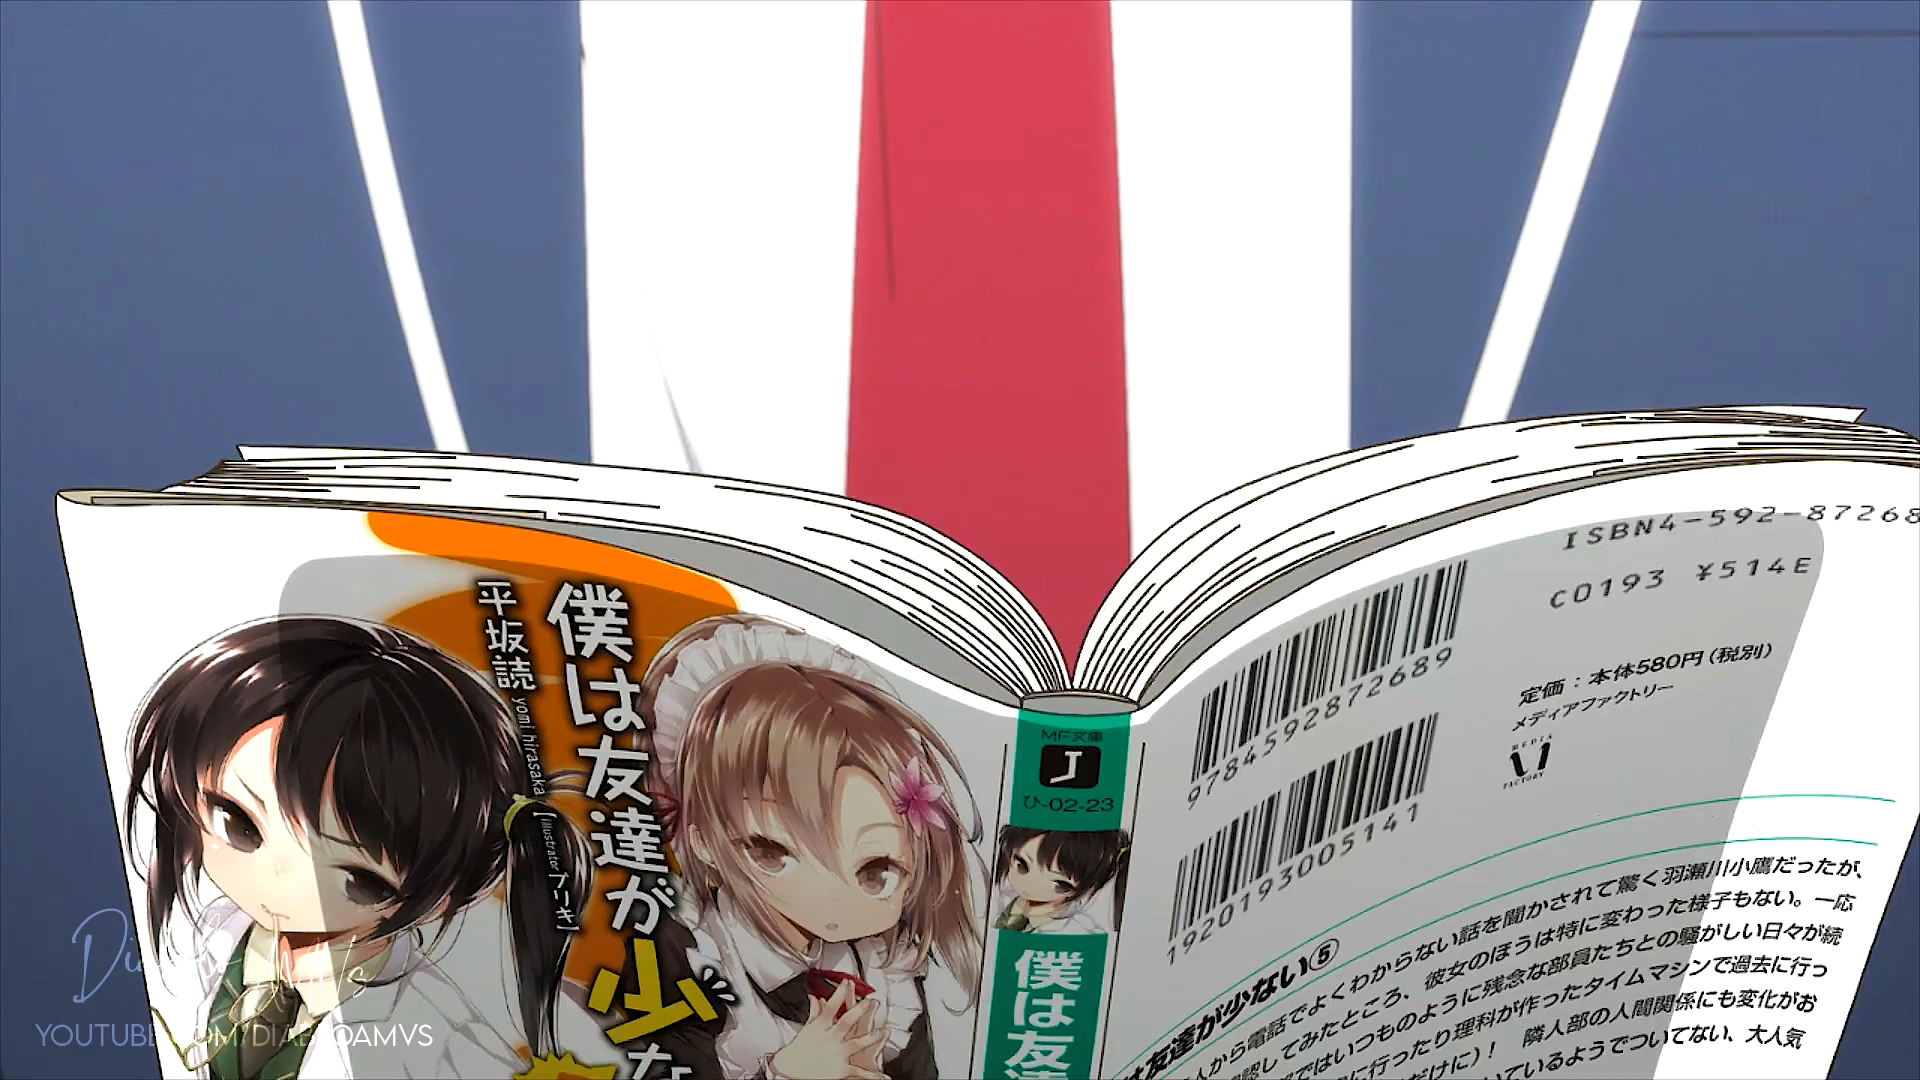 僕は友達が少な
平坂読
yomi hirasaka
【illustrator ブリキ】
MF文庫
J
ひ-02-23
僕は友達
ISBN4-592-87268
C0193 ¥514E
9784592872689
定価：本体580円（税別）
メディアファクトリー
MEDIA
FACTORY
1920193005141
は友達が少ない⑤
人から電話でよくわからない話を聞かされて驚く羽瀬川小鷹だったが、
認してみたところ、彼女のほうは特に変わった様子もない。一応
ではいつものように残念な部員たちとの騒がしい日々が続
に行ったり理科が作ったタイムマシンで過去に行っ
だけに）！　隣人部の人間関係にも変化がお
いているようでついてない、大人気
YOUTUBE.COM/DIABLOAMVS